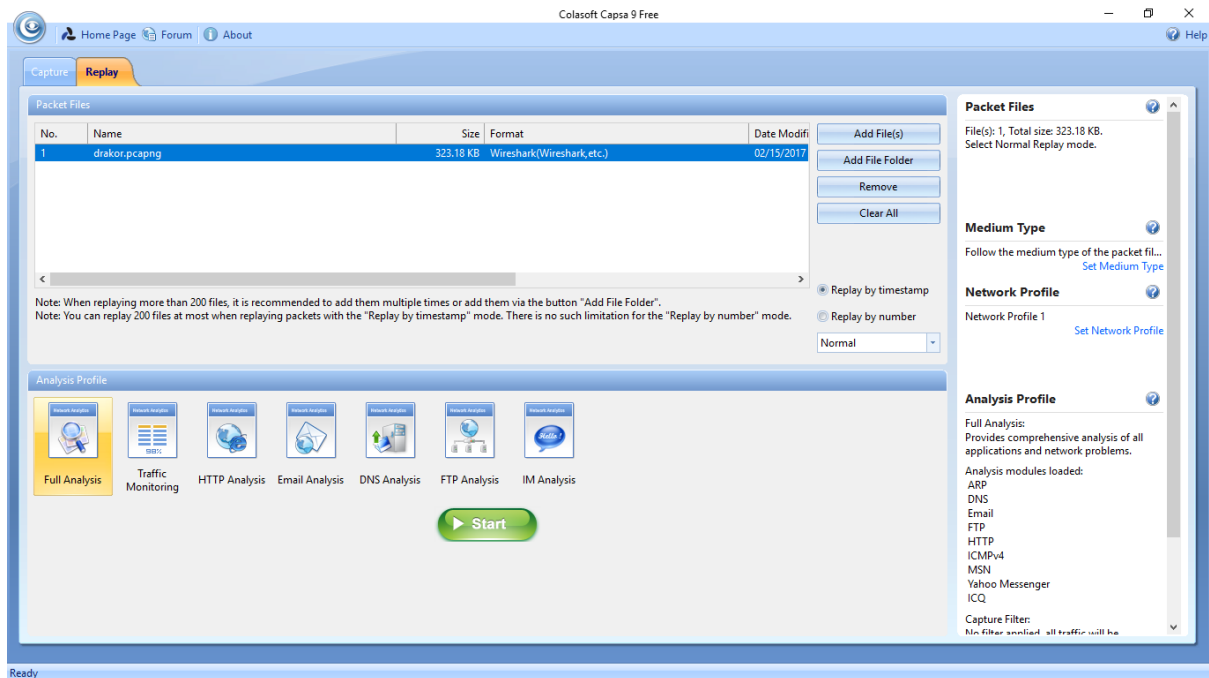 Colasoft Capsa 9 Free
Home Page Forum About Help
Capture Replay
Packet Files
No. Name Size Format Date Modifi
1 drakor.pcapng 323.18 KB Wireshark(Wireshark,etc.) 02/15/2017
Add File(s)
Add File Folder
Remove
Clear All
Note: When replaying more than 200 files, it is recommended to add them multiple times or add them via the button "Add File Folder".
Note: You can replay 200 files at most when replaying packets with the "Replay by timestamp" mode. There is no such limitation for the "Replay by number" mode.
Replay by timestamp
Replay by number
Normal
Analysis Profile
Full Analysis
Traffic
Monitoring
HTTP Analysis
Email Analysis
DNS Analysis
FTP Analysis
IM Analysis
Hello !
Start
Packet Files
File(s): 1, Total size: 323.18 KB.
Select Normal Replay mode.
Medium Type
Follow the medium type of the packet fil...
Set Medium Type
Network Profile
Network Profile 1
Set Network Profile
Analysis Profile
Full Analysis:
Provides comprehensive analysis of all
applications and network problems.
Analysis modules loaded:
ARP
DNS
Email
FTP
HTTP
ICMPv4
MSN
Yahoo Messenger
ICQ
Capture Filter:
No filter applied, all traffic will be
Ready